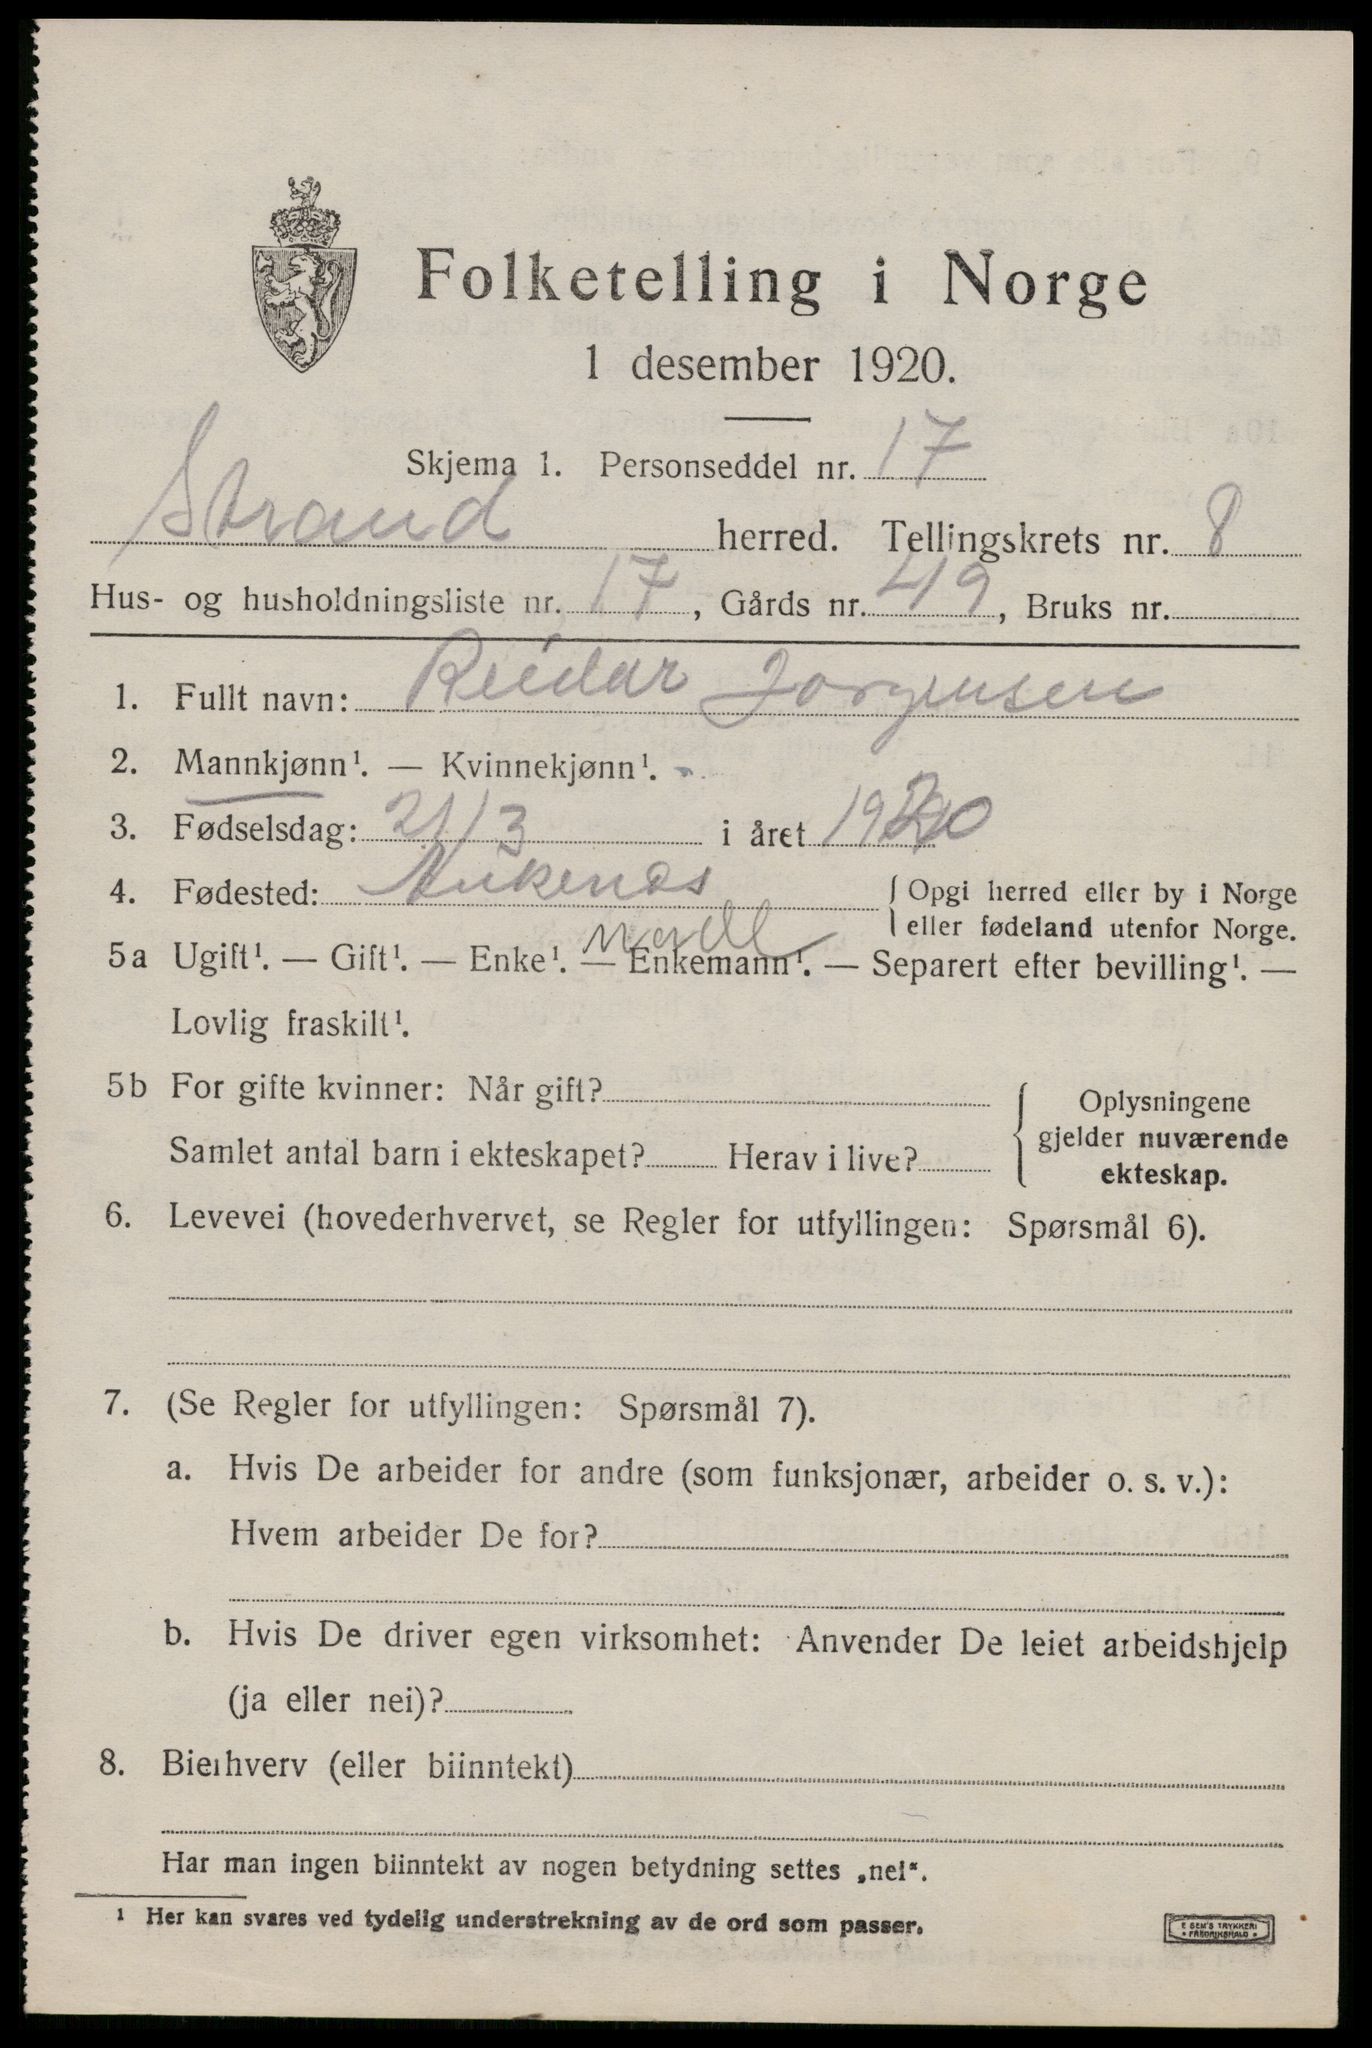 Folketelling i Norge
1 desember 1920.
Skjema 1. Personseddel nr. 17
Strand herred. Tellingskrets nr. 8
Hus- og husholdningsliste nr. 17, Gårds nr. 49, Bruks nr.
1. Fullt navn: Reidar Jorgensen
2. Mannkjønn¹. — Kvinnekjønn¹.
3. Fødselsdag: 21/3 i året 1920
4. Fødested: { Opgi herred eller by i Norge
eller fødeland utenfor Norge.
5a Ugift¹. — Gift¹. — Enke¹. — Enkemann¹. — Separert efter bevilling¹. —
Lovlig fraskilt¹.
5b For gifte kvinner: Når gift?
Samlet antal barn i ekteskapet? Herav i live?
Oplysningene
gjelder nuværende
ekteskap.
6. Levevei (hovederhvervet, se Regler for utfyllingen: Spørsmål 6).
7. (Se Regler for utfyllingen: Spørsmål 7).
a. Hvis De arbeider for andre (som funksjonær, arbeider o. s. v.):
Hvem arbeider De for?
b. Hvis De driver egen virksomhet: Anvender De leiet arbeidshjelp
(ja eller nei)?
8. Bierhverv (eller biinntekt)
Har man ingen biinntekt av nogen betydning settes „nei“.
¹ Her kan svares ved tydelig understrekning av de ord som passer.
E SEM'S TRYKKERI
FREDRIKSHALD